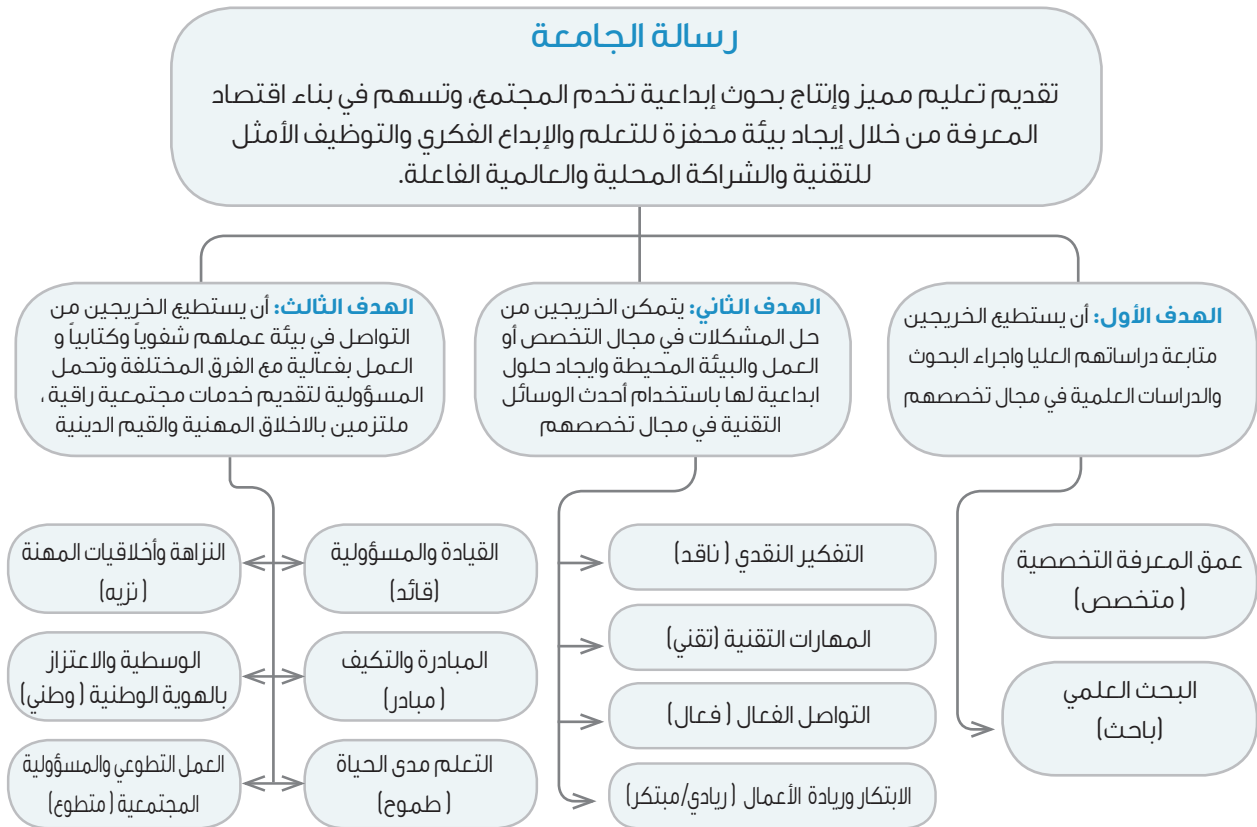 رسالة الجامعة
تقديم تعليم مميز وإنتاج بحوث إبداعية تخدم المجتمع، وتسهم في بناء اقتصاد
المعرفة من خلال إيجاد بيئة محفزة للتعلم والإبداع الفكري والتوظيف الأمثل
للتقنية والشراكة المحلية والعالمية الفاعلة.
الهدف الأول: أن يستطيع الخريجين
متابعة دراساتهم العليا واجراء البحوث
والدراسات العلمية في مجال تخصصهم
الهدف الثاني: يتمكن الخريجين من
حل المشكلات في مجال التخصص أو
العمل والبيئة المحيطة وايجاد حلول
ابداعية لها باستخدام أحدث الوسائل
التقنية في مجال تخصصهم
الهدف الثالث: أن يستطيع الخريجين من
التواصل في بيئة عملهم شفوياً وكتابياً و
العمل بفعالية مع الفرق المختلفة وتحمل
المسؤولية لتقديم خدمات مجتمعية راقية ،
ملتزمين بالاخلاق المهنية والقيم الدينية
عمق المعرفة التخصصية
( متخصص)
البحث العلمي
(باحث)
التفكير النقدي ( ناقد)
المهارات التقنية (تقني)
التواصل الفعال ( فعال)
الابتكار وريادة الأعمال ( ريادي/مبتكر)
القيادة والمسؤولية
(قائد)
المبادرة والتكيف
( مبادر)
التعلم مدى الحياة
( طموح)
النزاهة وأخلاقيات المهنة
( نزيه)
الوسطية والاعتزاز
بالهوية الوطنية ( وطني)
العمل التطوعي والمسؤولية
المجتمعية ( متطوع)